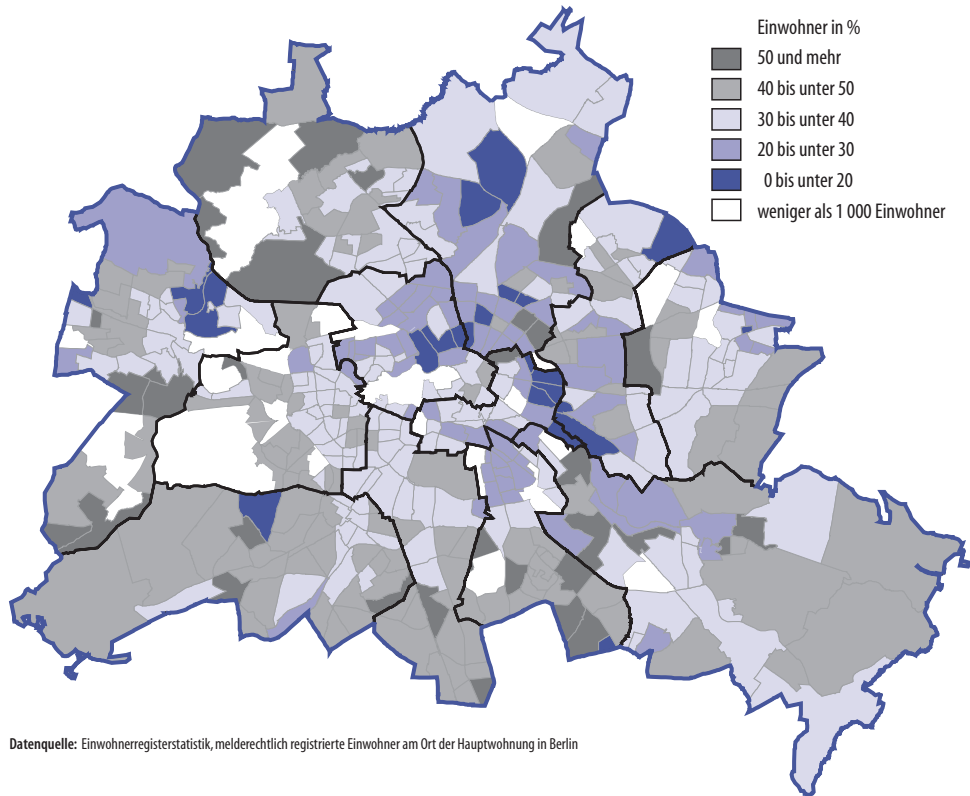 Einwohner in %
50 und mehr
40 bis unter 50
30 bis unter 40
20 bis unter 30
0 bis unter 20
weniger als 1 000 Einwohner
Datenquelle: Einwohnerregisterstatistik, melderechtlich registrierte Einwohner am Ort der Hauptwohnung in Berlin